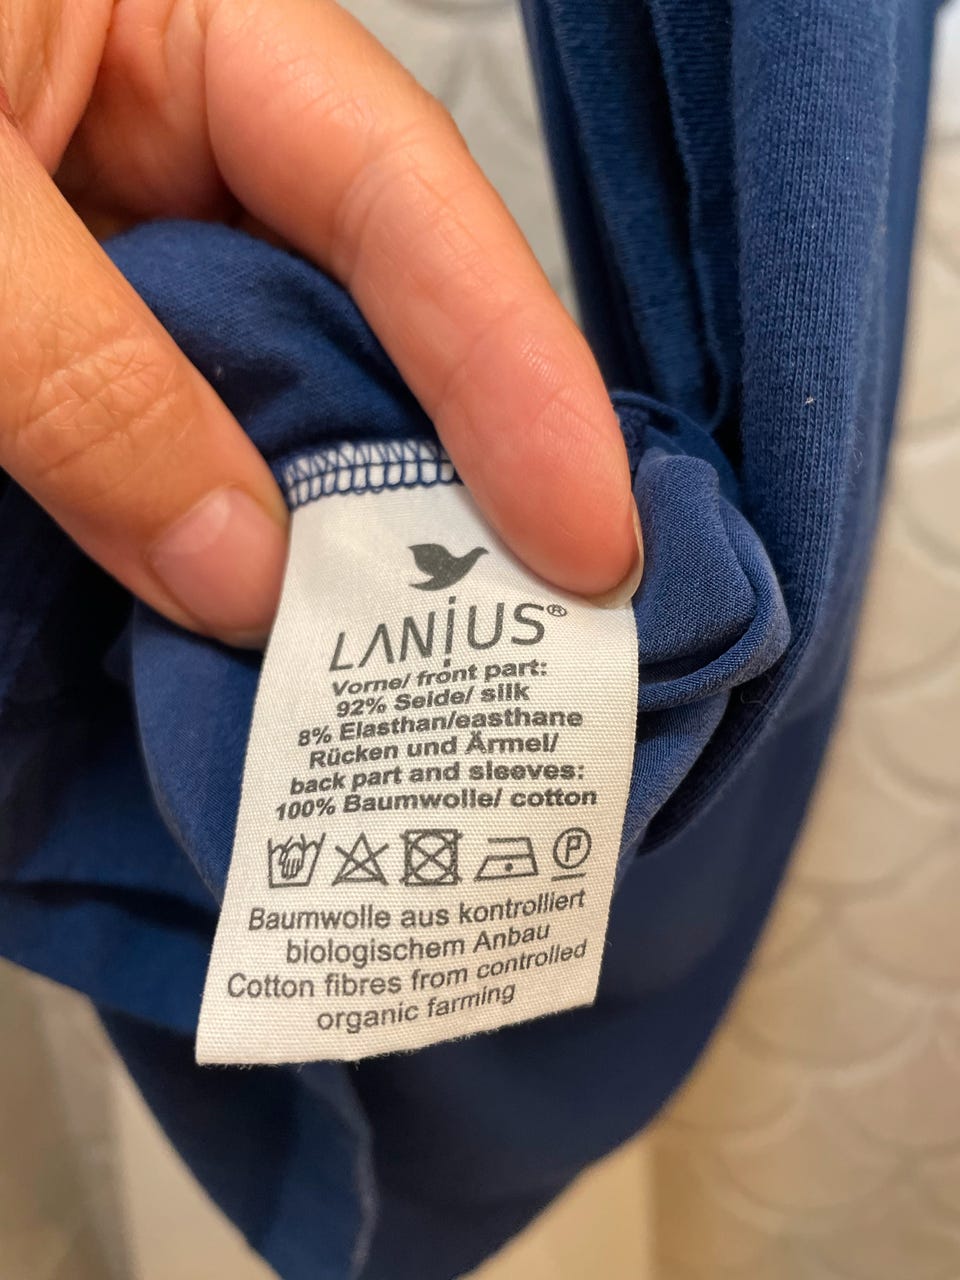 LANiUS®
Vorne/ front part:
92% Seide/ silk
8% Elasthan/easthane
Rücken und Ärmel/
back part and sleeves:
100% Baumwolle/ cotton
P
Baumwolle aus kontrolliert
biologischem Anbau
Cotton fibres from controlled
organic farming